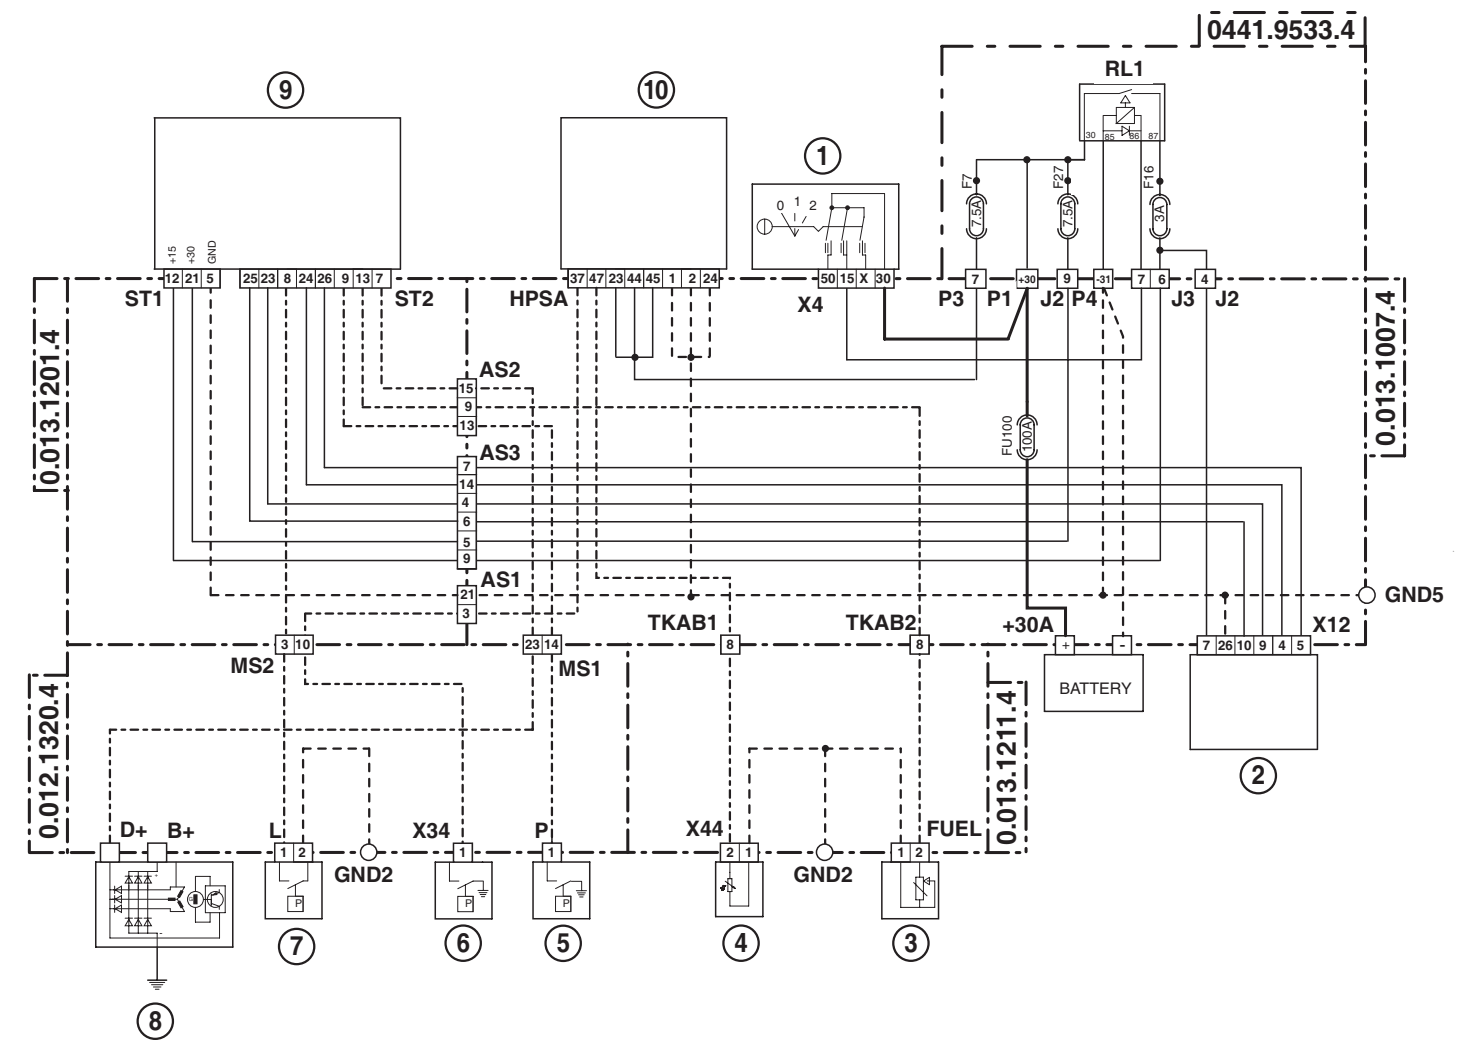 0441.9533.4
RL1
30 85 86 87
9
10
1
0 1 2
F7
7.5A
F27
7.5A
F16
3A
+15
+30
GND
12 21 5
25 23 8 24 26 9 13 7
37 47 23 44 45 1 2 24
50 15 X 30
7
+30
9
-31
7 6
4
ST1
ST2
HPSA
X4
P3
P1
J2
P4
J3
J2
0.013.1201.4
0.013.1007.4
AS2
15
9
13
FU100
100A
AS3
7
14
4
6
5
9
AS1
21
3
GND5
TKAB1
TKAB2
+30A
X12
3 10
23 14
8
8
+
-
7 26 10 9 4 5
MS2
MS1
BATTERY
0.012.1320.4
0.013.1211.4
2
D+
B+
L
X34
P
X44
FUEL
1 2
1
1
2 1
1 2
GND2
GND2
P
P
P
7
6
5
4
3
8